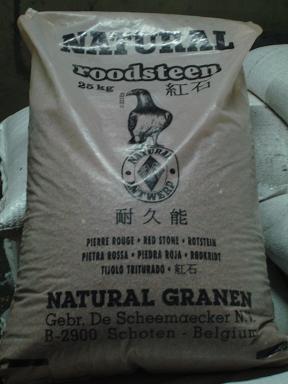 NATURAL
roodsteen
25 kg 紅石
NATURAL
ANTWERP
耐久能
PIERRE ROUGE • RED STONE • ROTSTEIN
PIETRA ROSSA • PIEDRA ROJA • RØDKRIDT
TIJOLO TRITURADO • 紅石
NATURAL GRANEN
Gebr. De Scheemaecker N.V.
B-2900 Schoten - Belgium